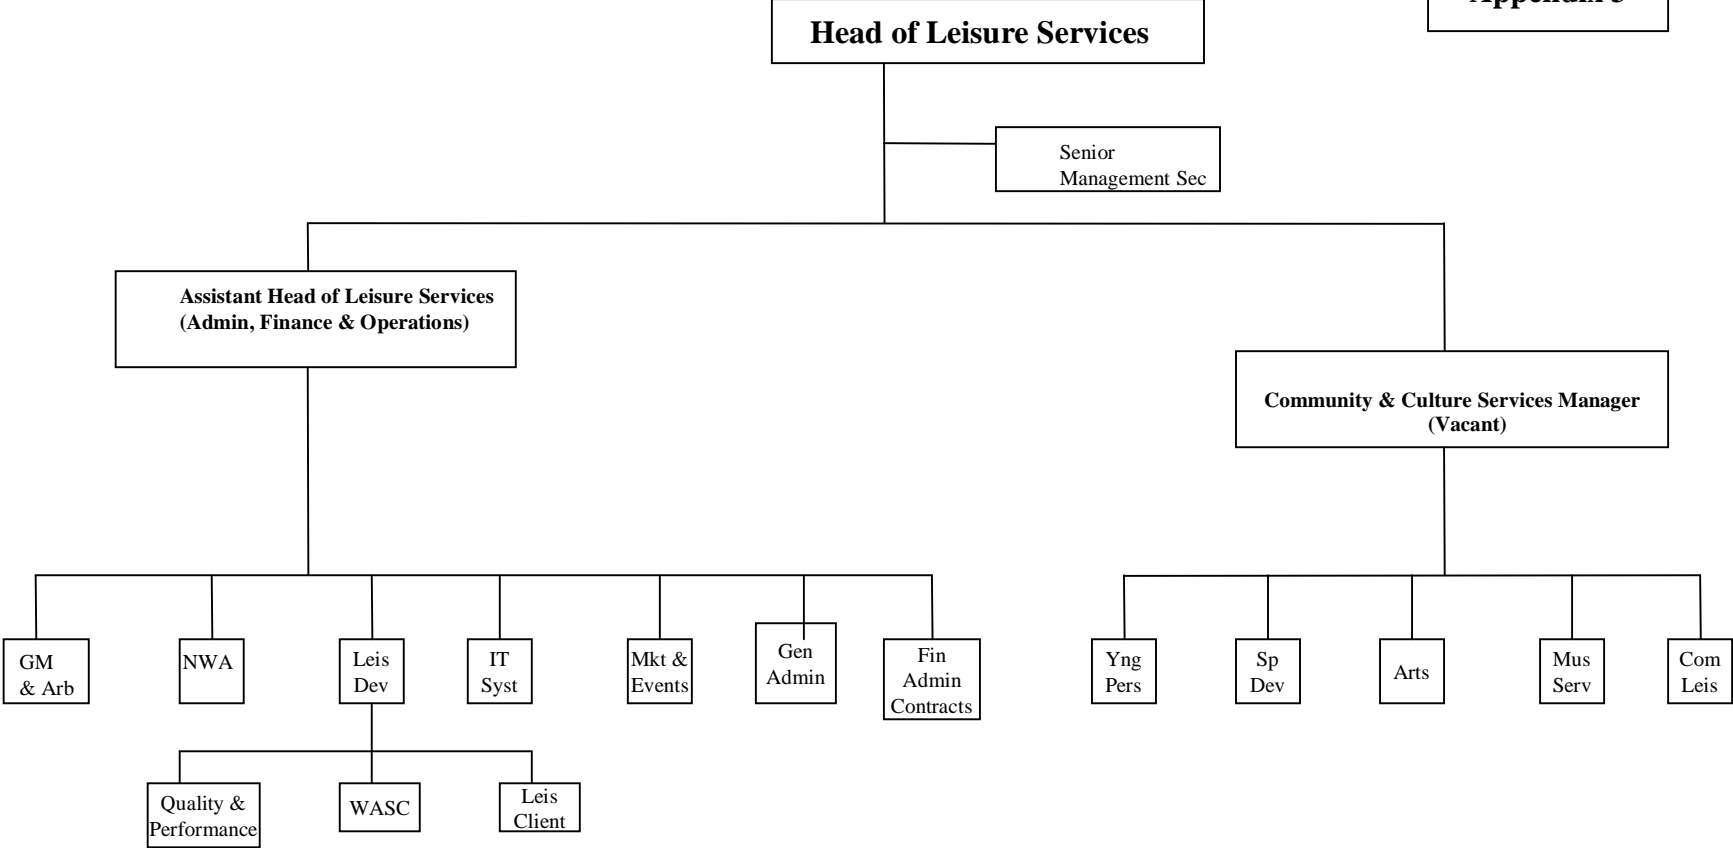 Head of Leisure Services
Senior
Management Sec
Assistant Head of Leisure Services
(Admin, Finance & Operations)
Community & Culture Services Manager
(Vacant)
GM
& Arb
NWA
Leis
Dev
IT
Syst
Mkt &
Events
Gen
Admin
Fin
Admin
Contracts
Yng
Pers
Sp
Dev
Arts
Mus
Serv
Com
Leis
Quality &
Performance
WASC
Leis
Client